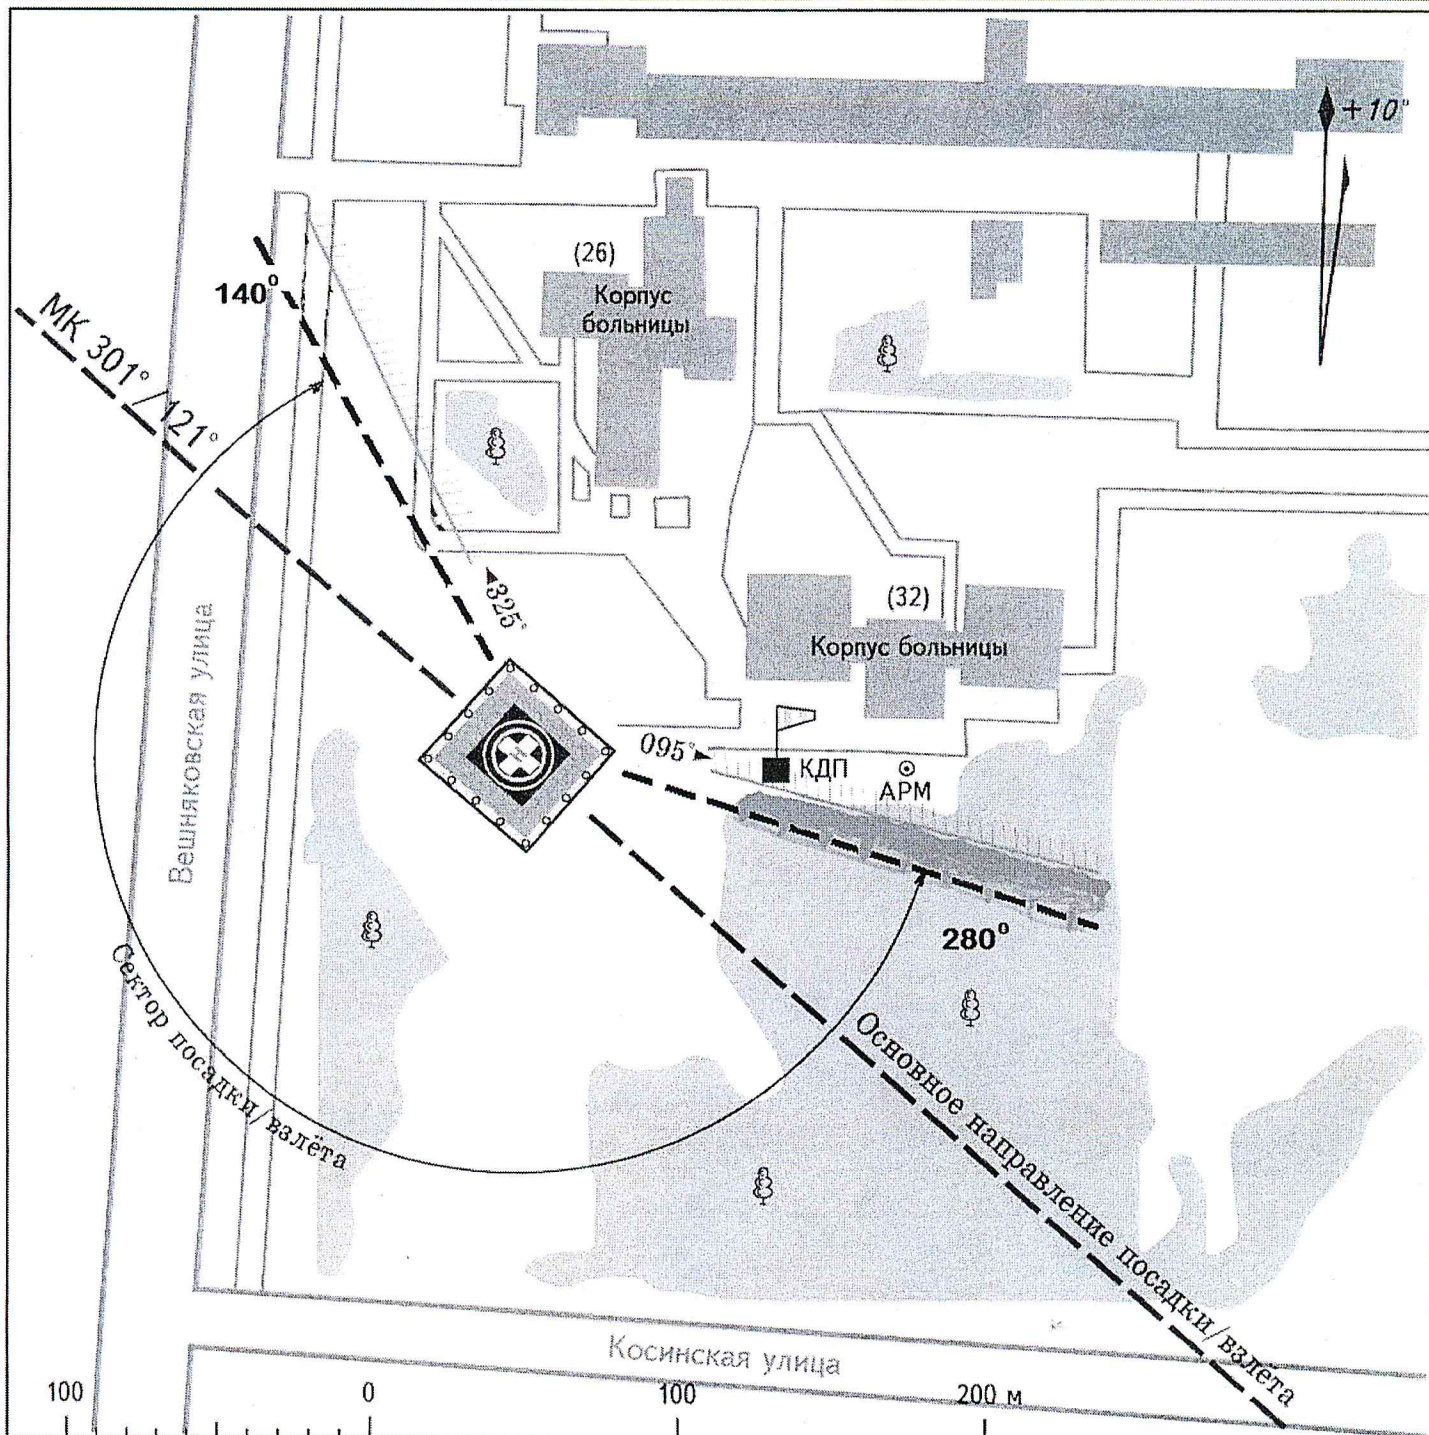 +10°
(26)
Корпус
больницы
140°
МК 301°/121°
325°
(32)
Корпус больницы
Вешняковская улица
095°
КДП
АРМ
280°
Сектор посадки/взлёта
Основное направление посадки/взлёта
Косинская улица
100 0 100 200 м